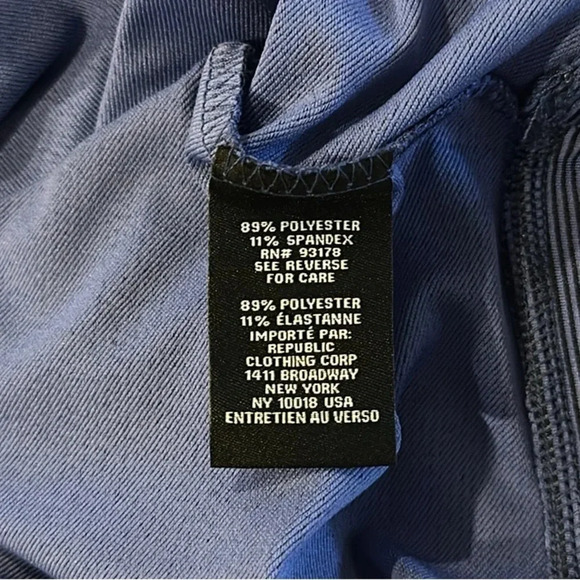 89% POLYESTER
11% SPANDEX
RN# 93178
SEE REVERSE
FOR CARE
89% POLYESTER
11% ÉLASTANNE
IMPORTÉ PAR:
REPUBLIC
CLOTHING CORP
1411 BROADWAY
NEW YORK
NY 10018 USA
ENTRETIEN AU VERSO